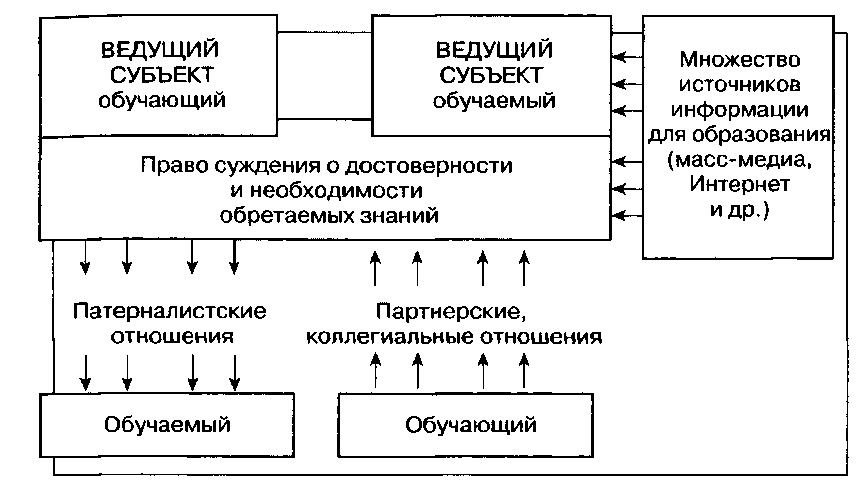 ВЕДУЩИЙ
СУБЪЕКТ
обучающий
ВЕДУЩИЙ
СУБЪЕКТ
обучаемый
Множество
источников
информации
для образования
(масс-медиа,
Интернет
и др.)
Право суждения о достоверности
и необходимости
обретаемых знаний
Патерналистские
отношения
Партнерские,
коллегиальные отношения
Обучаемый
Обучающий